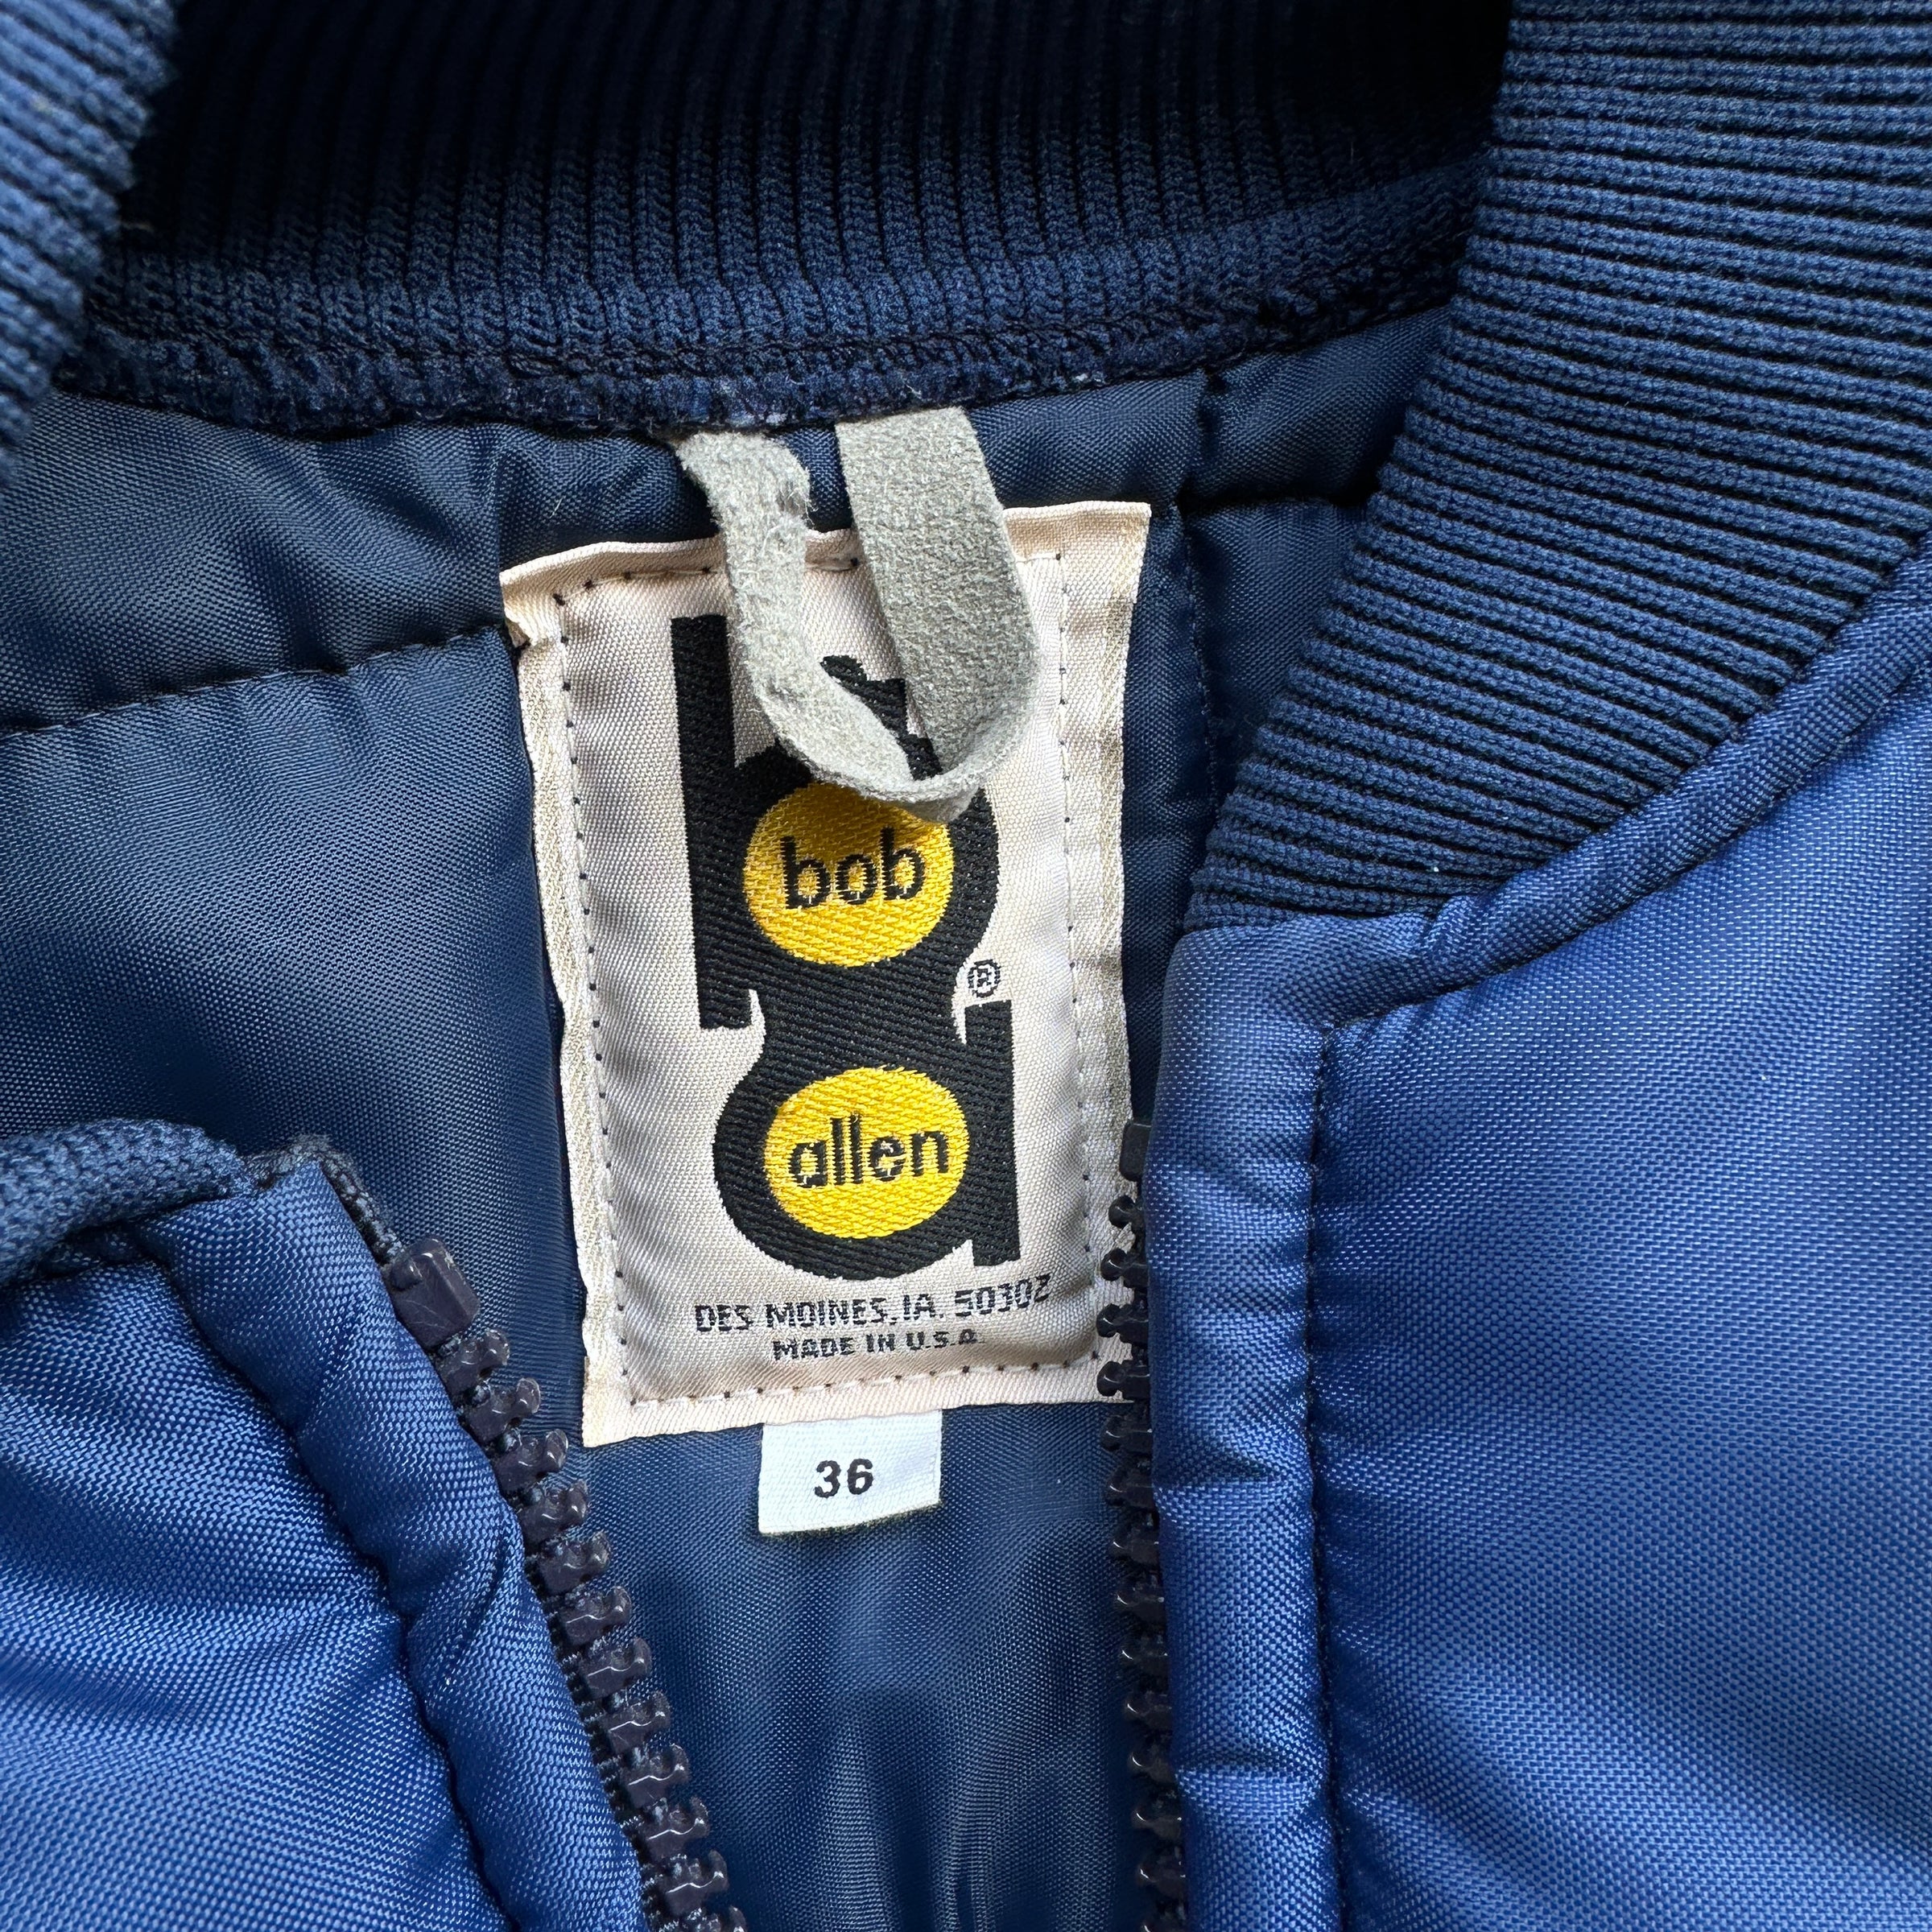 bob
®
allen
DES MOINES, IA. 50302
MADE IN U.S.A.
36